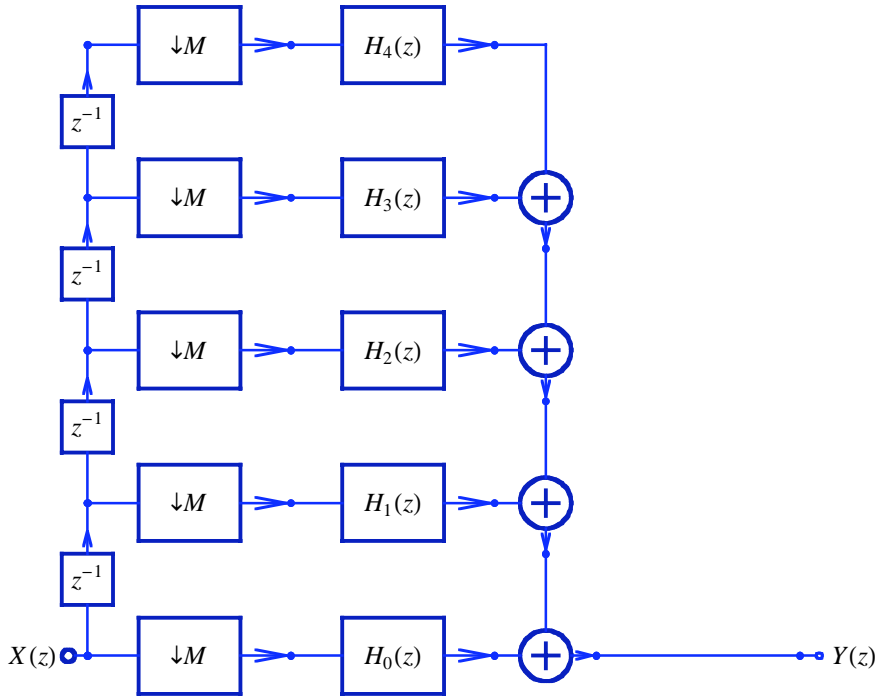 ↓M H₄(z)
z⁻¹
↓M H₃(z)
z⁻¹
↓M H₂(z)
z⁻¹
↓M H₁(z)
z⁻¹
X(z) ↓M H₀(z) Y(z)